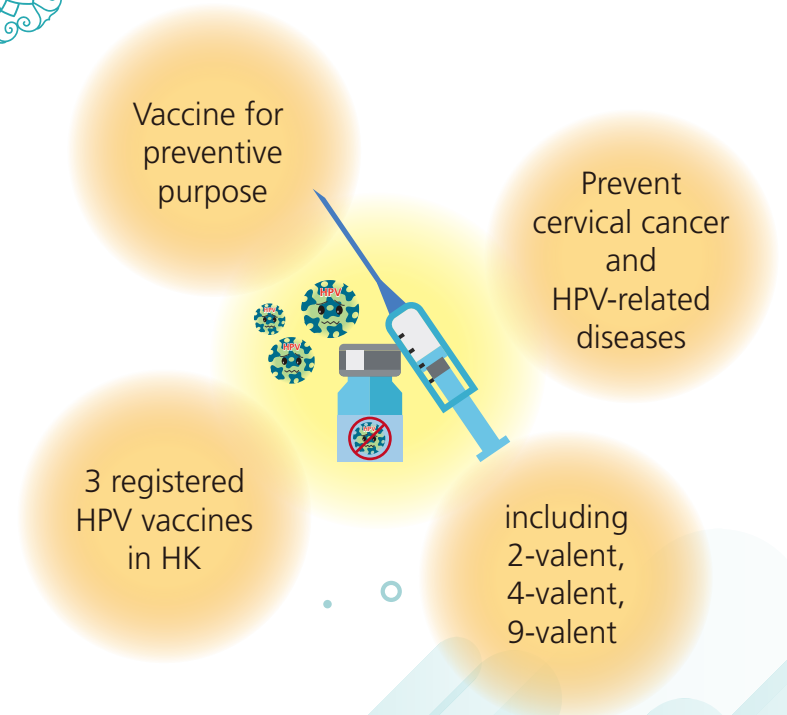 Vaccine for
preventive
purpose
Prevent
cervical cancer
and
HPV-related
diseases
HPV
HPV
HPV
HPV
3 registered
HPV vaccines
in HK
including
2-valent,
4-valent,
9-valent